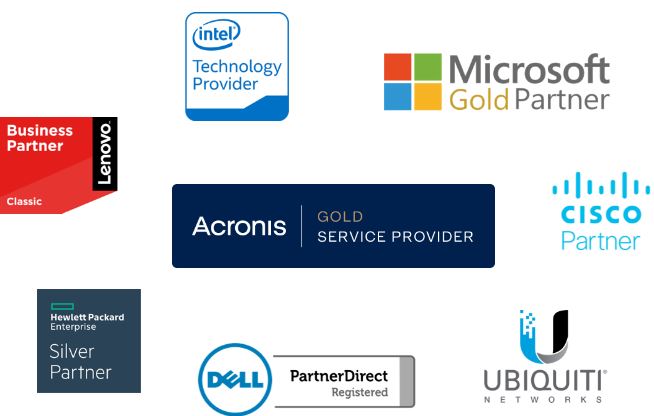 intel
Technology
Provider
Microsoft
Gold Partner
Business
Partner
Lenovo
Classic
Acronis
GOLD
SERVICE PROVIDER
CISCO
Partner
Hewlett Packard
Enterprise
Silver
Partner
DELL
PartnerDirect
Registered
UBIQUITI
NETWORKS